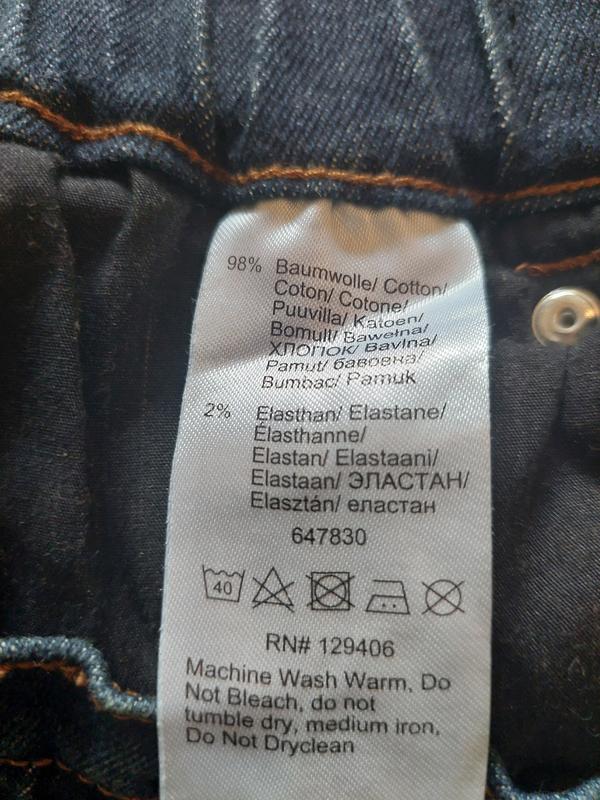 98% Baumwolle/ Cotton/
Coton/ Cotone/
Puuvilla/ Katoen/
Bomull/ Bawełna/
ХЛОПОК/ Bavlna/
Pamut/ бавовна/
Bumbac/ Pamuk
2% Elasthan/ Elastane/
Élasthanne/
Elastan/ Elastaani/
Elastaan/ ЭЛАСТАН/
Elasztán/ еластан
647830
40
RN# 129406
Machine Wash Warm, Do
Not Bleach, do not
tumble dry, medium iron,
Do Not Dryclean